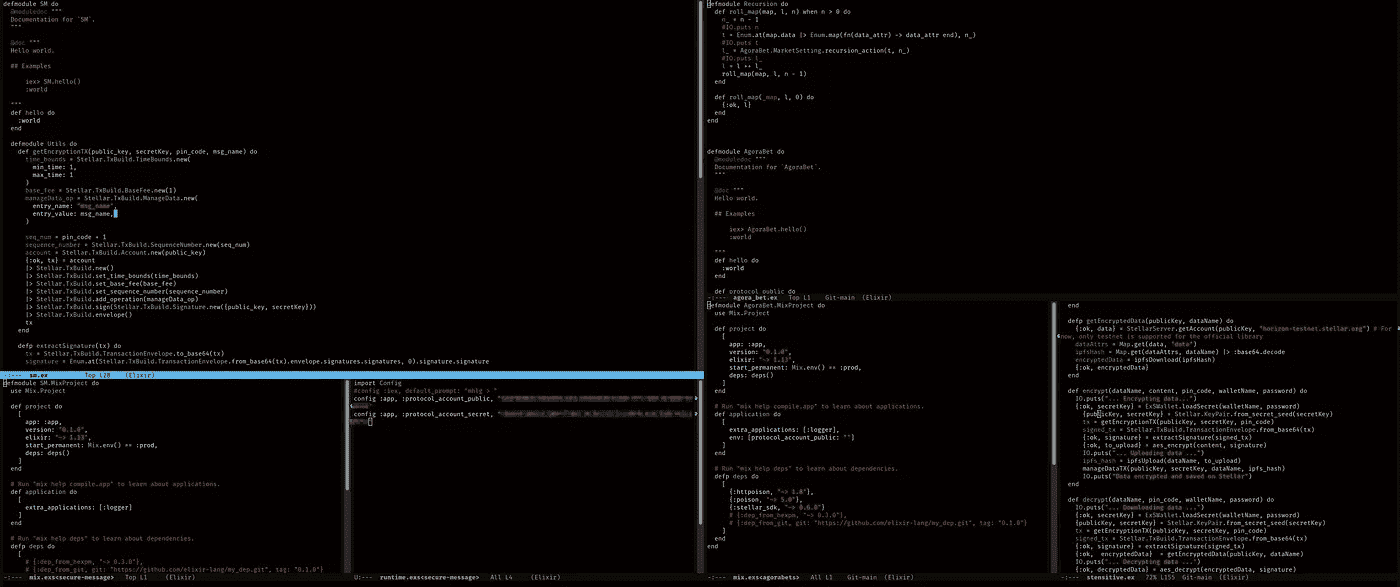 defmodule SM do
@moduledoc """
Documentation for `SM`.
"""
@doc """
Hello world.
## Examples
iex> SM.hello()
:world
"""
def hello do
:world
end
defmodule Utils do
def getEncryptionTX(public_key, secretKey, pin_code, msg_name) do
time_bounds = Stellar.TxBuild.TimeBounds.new(
min_time: 1,
max_time: 1
)
base_fee = Stellar.TxBuild.BaseFee.new(1)
manageData_op = Stellar.TxBuild.ManageData.new(
entry_name: "msg_name",
entry_value: msg_name,
)
seq_num = pin_code + 1
sequence_number = Stellar.TxBuild.SequenceNumber.new(seq_num)
account = Stellar.TxBuild.Account.new(public_key)
{:ok, tx} = account
|> Stellar.TxBuild.new()
|> Stellar.TxBuild.set_time_bounds(time_bounds)
|> Stellar.TxBuild.set_base_fee(base_fee)
|> Stellar.TxBuild.set_sequence_number(sequence_number)
|> Stellar.TxBuild.add_operation(manageData_op)
|> Stellar.TxBuild.sign(Stellar.TxBuild.Signature.new({public_key, secretKey}))
|> Stellar.TxBuild.envelope()
tx
end
defp extractSignature(tx) do
tx = Stellar.TxBuild.TransactionEnvelope.to_base64(tx)
signature = Enum.at(Stellar.TxBuild.TransactionEnvelope.from_base64(tx).envelope.signatures.signatures, 0).signature.signature
-:--- sm.ex Top L28 (Elixir)
defmodule SM.MixProject do
use Mix.Project
def project do
[
app: :app,
version: "0.1.0",
elixir: "~> 1.13",
start_permanent: Mix.env() == :prod,
deps: deps()
]
end
# Run "mix help compile.app" to learn about applications.
def application do
[
extra_applications: [:logger]
]
end
# Run "mix help deps" to learn about dependencies.
defp deps do
[
# {:dep_from_hexpm, "~> 0.3.0"},
# {:dep_from_git, git: "https://github.com/elixir-lang/my_dep.git", tag: "0.1.0"}
-:--- mix.exs<secure-message> Top L1 (Elixir)
import Config
#config :iex, default_prompt: "mhlg > "
config :app, :protocol_account_public, "
config :app, :protocol_account_secret, "
U:--- runtime.exs<secure-message> All L4 (Elixir)
defmodule Recursion do
def roll_map(map, l, n) when n > 0 do
n_ = n - 1
#IO.puts n
t = Enum.at(map.data |> Enum.map(fn(data_attr) -> data_attr end), n_)
#IO.puts t
l_ = AgoraBet.MarketSetting.recursion_action(t, n_)
#IO.puts l_
l = l ++ l_
roll_map(map, l, n - 1)
end
def roll_map(_map, l, 0) do
{:ok, l}
end
end
defmodule AgoraBet do
@moduledoc """
Documentation for `AgoraBet`.
"""
@doc """
Hello world.
## Examples
iex> AgoraBet.hello()
:world
"""
def hello do
:world
end
def protocol_public do
-:--- agora_bet.ex Top L1 Git-main (Elixir)
defmodule AgoraBet.MixProject do
use Mix.Project
def project do
[
app: :app,
version: "0.1.0",
elixir: "~> 1.13",
start_permanent: Mix.env() == :prod,
deps: deps()
]
end
# Run "mix help compile.app" to learn about applications.
def application do
[
extra_applications: [:logger],
env: [protocol_account_public: ""]
]
end
# Run "mix help deps" to learn about dependencies.
defp deps do
[
{:httpoison, "~> 1.8"},
{:poison, "~> 5.0"},
{:stellar_sdk, "~> 0.6.0"}
# {:dep_from_hexpm, "~> 0.3.0"},
# {:dep_from_git, git: "https://github.com/elixir-lang/my_dep.git", tag: "0.1.0"}
]
end
end
-:--- mix.exs<agorabets> All L1 Git-main (Elixir)
end
defp getEncryptedData(publicKey, dataName) do
{:ok, data} = StellarServer.getAccount(publicKey, "horizon-testnet.stellar.org") # For
now, only testnet is supported for the official library
dataAttrs = Map.get(data, "data")
ipfsHash = Map.get(dataAttrs, dataName) |> :base64.decode
encryptedData = ipfsDownload(ipfsHash)
{:ok, encryptedData}
end
def encrypt(dataName, content, pin_code, walletName, password) do
IO.puts("... Encrypting data...")
{:ok, secretKey} = ExSWallet.loadSecret(walletName, password)
{publicKey, secretKey} = Stellar.KeyPair.from_secret_seed(secretKey)
tx = getEncryptionTX(publicKey, secretKey, pin_code)
signed_tx = Stellar.TxBuild.TransactionEnvelope.from_base64(tx)
{:ok, signature} = extractSignature(signed_tx)
{:ok, to_upload} = aes_encrypt(content, signature)
IO.puts("... Uploading data ...")
ipfs_hash = ipfsUpload(dataName, to_upload)
manageDataTX(publicKey, secretKey, dataName, ipfs_hash)
IO.puts("Data encrypted and saved on Stellar")
end
def decrypt(dataName, pin_code, walletName, password) do
IO.puts("... Downloading data ...")
{:ok, secretKey} = ExSWallet.loadSecret(walletName, password)
{publicKey, secretKey} = Stellar.KeyPair.from_secret_seed(secretKey)
tx = getEncryptionTX(publicKey, secretKey, pin_code)
signed_tx = Stellar.TxBuild.TransactionEnvelope.from_base64(tx)
{:ok, signature} = extractSignature(signed_tx)
{:ok, encryptedData} = getEncryptedData(publicKey, dataName)
{:ok, decryptedData} = aes_decrypt(encryptedData, signature)
-:--- stensitive.ex 72% L155 Git-main (Elixir)